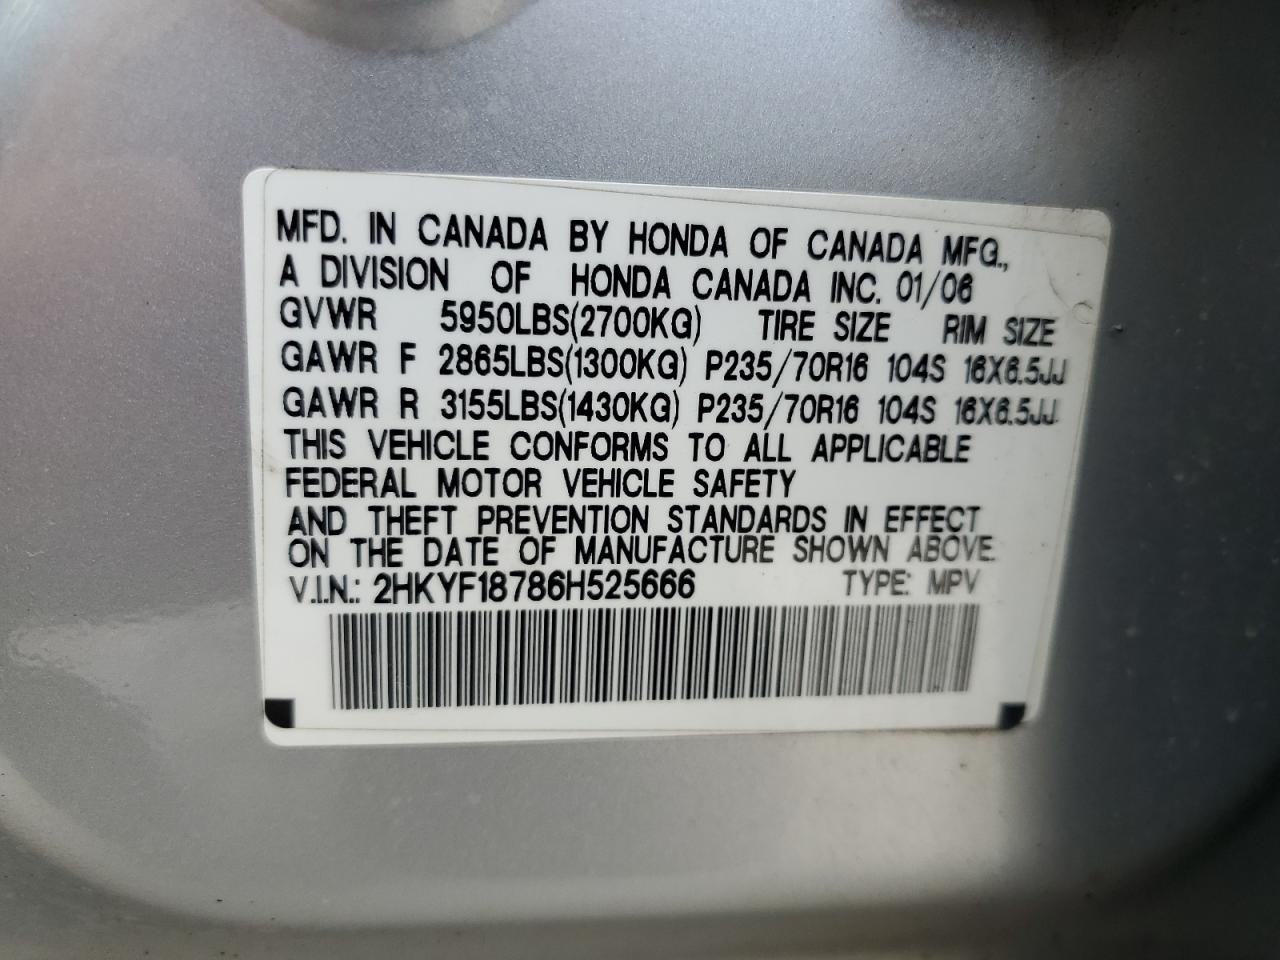 MFD. IN CANADA BY HONDA OF CANADA MFG.,
A DIVISION OF HONDA CANADA INC. 01/06
GVWR 5950LBS(2700KG) TIRE SIZE RIM SIZE
GAWR F 2865LBS(1300KG) P235/70R16 104S 16X6.5JJ
GAWR R 3155LBS(1430KG) P235/70R16 104S 16X6.5JJ
THIS VEHICLE CONFORMS TO ALL APPLICABLE
FEDERAL MOTOR VEHICLE SAFETY
AND THEFT PREVENTION STANDARDS IN EFFECT
ON THE DATE OF MANUFACTURE SHOWN ABOVE.
V.I.N.: 2HKYF18786H525666 TYPE: MPV